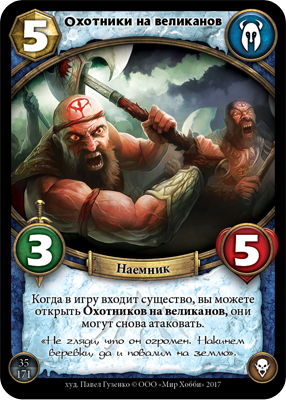 Охотники на великанов
5
3
5
Наемник
Когда в игру входит существо, вы можете
открыть Охотников на великанов, они
могут снова атаковать.
«Не гляди, что он огромен. Накинем
веревки, да и повалим на землю».
35
171
худ. Павел Гузенко © ООО «Мир Хобби» 2017